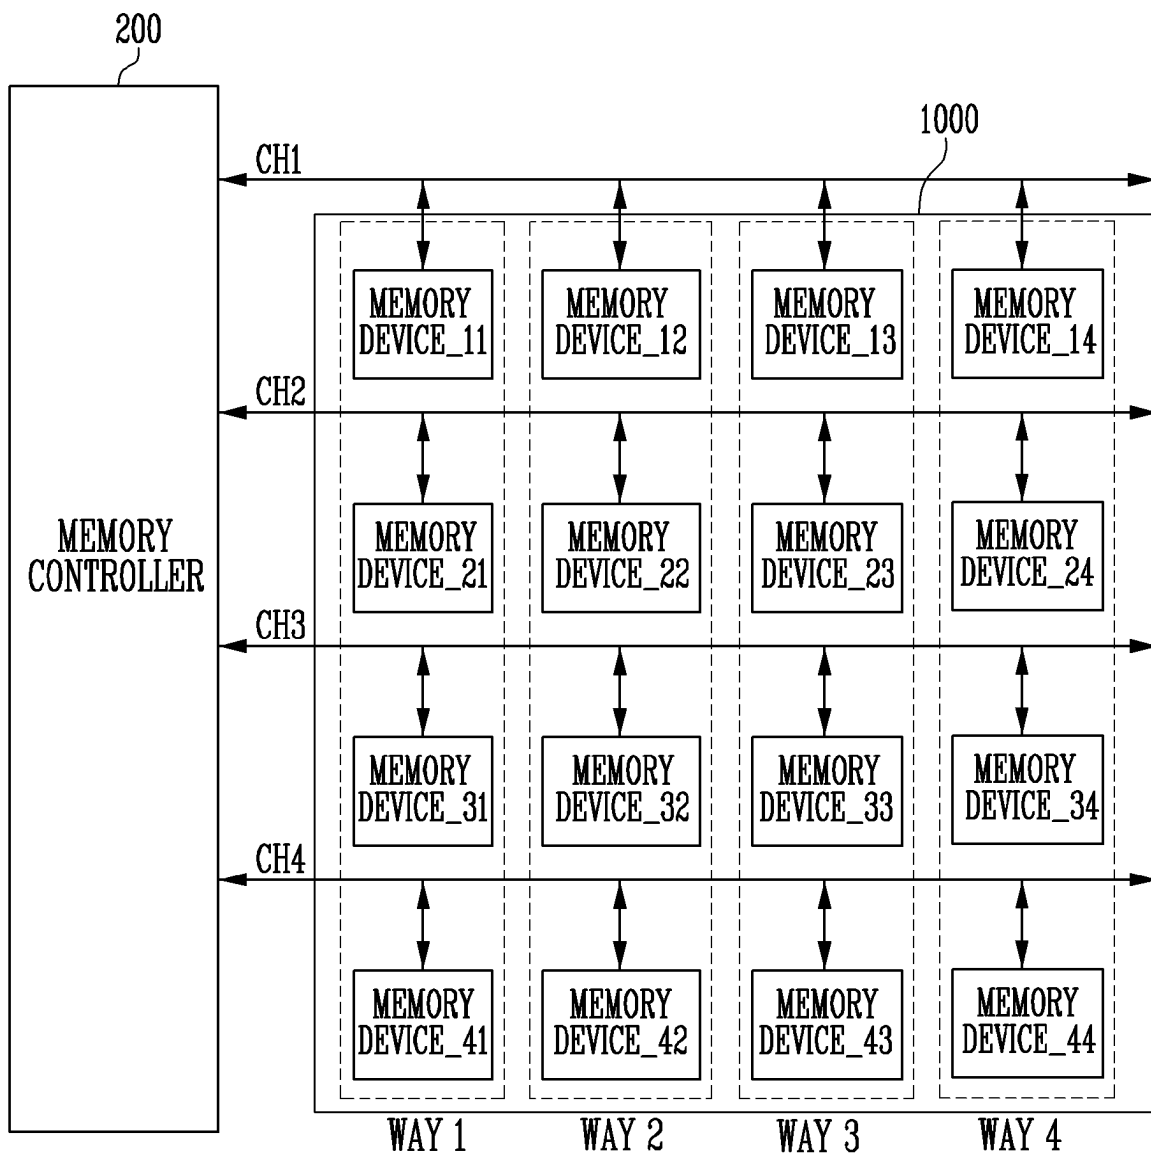 200
1000
CH1
MEMORY
DEVICE_11
MEMORY
DEVICE_12
MEMORY
DEVICE_13
MEMORY
DEVICE_14
CH2
MEMORY
DEVICE_21
MEMORY
DEVICE_22
MEMORY
DEVICE_23
MEMORY
DEVICE_24
MEMORY
CONTROLLER
CH3
MEMORY
DEVICE_31
MEMORY
DEVICE_32
MEMORY
DEVICE_33
MEMORY
DEVICE_34
CH4
MEMORY
DEVICE_41
MEMORY
DEVICE_42
MEMORY
DEVICE_43
MEMORY
DEVICE_44
WAY 1
WAY 2
WAY 3
WAY 4